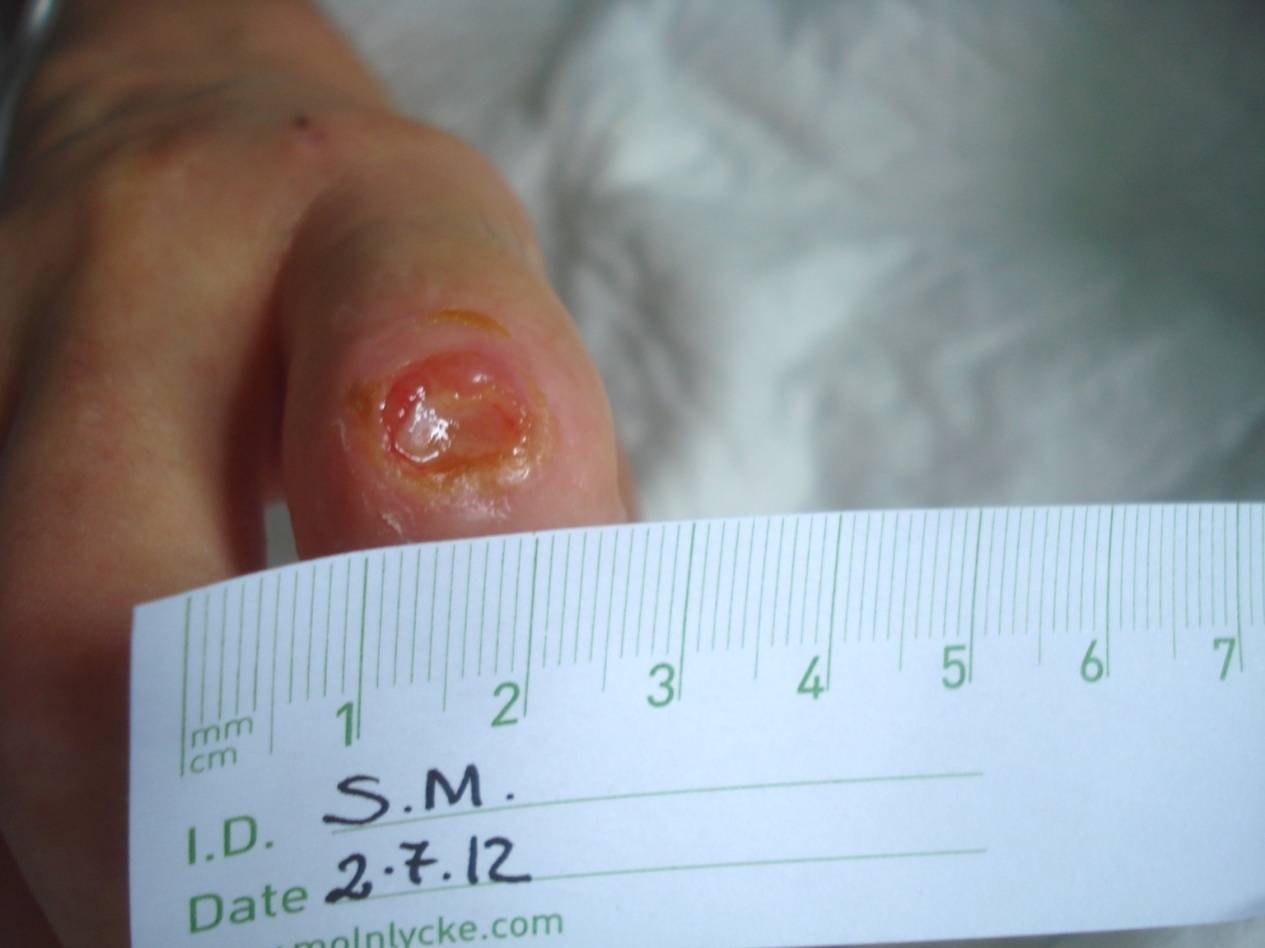 1 2 3 4 5 6 7
mm
cm
I.D. S.M.
Date 2.7.12
molnlycke.com